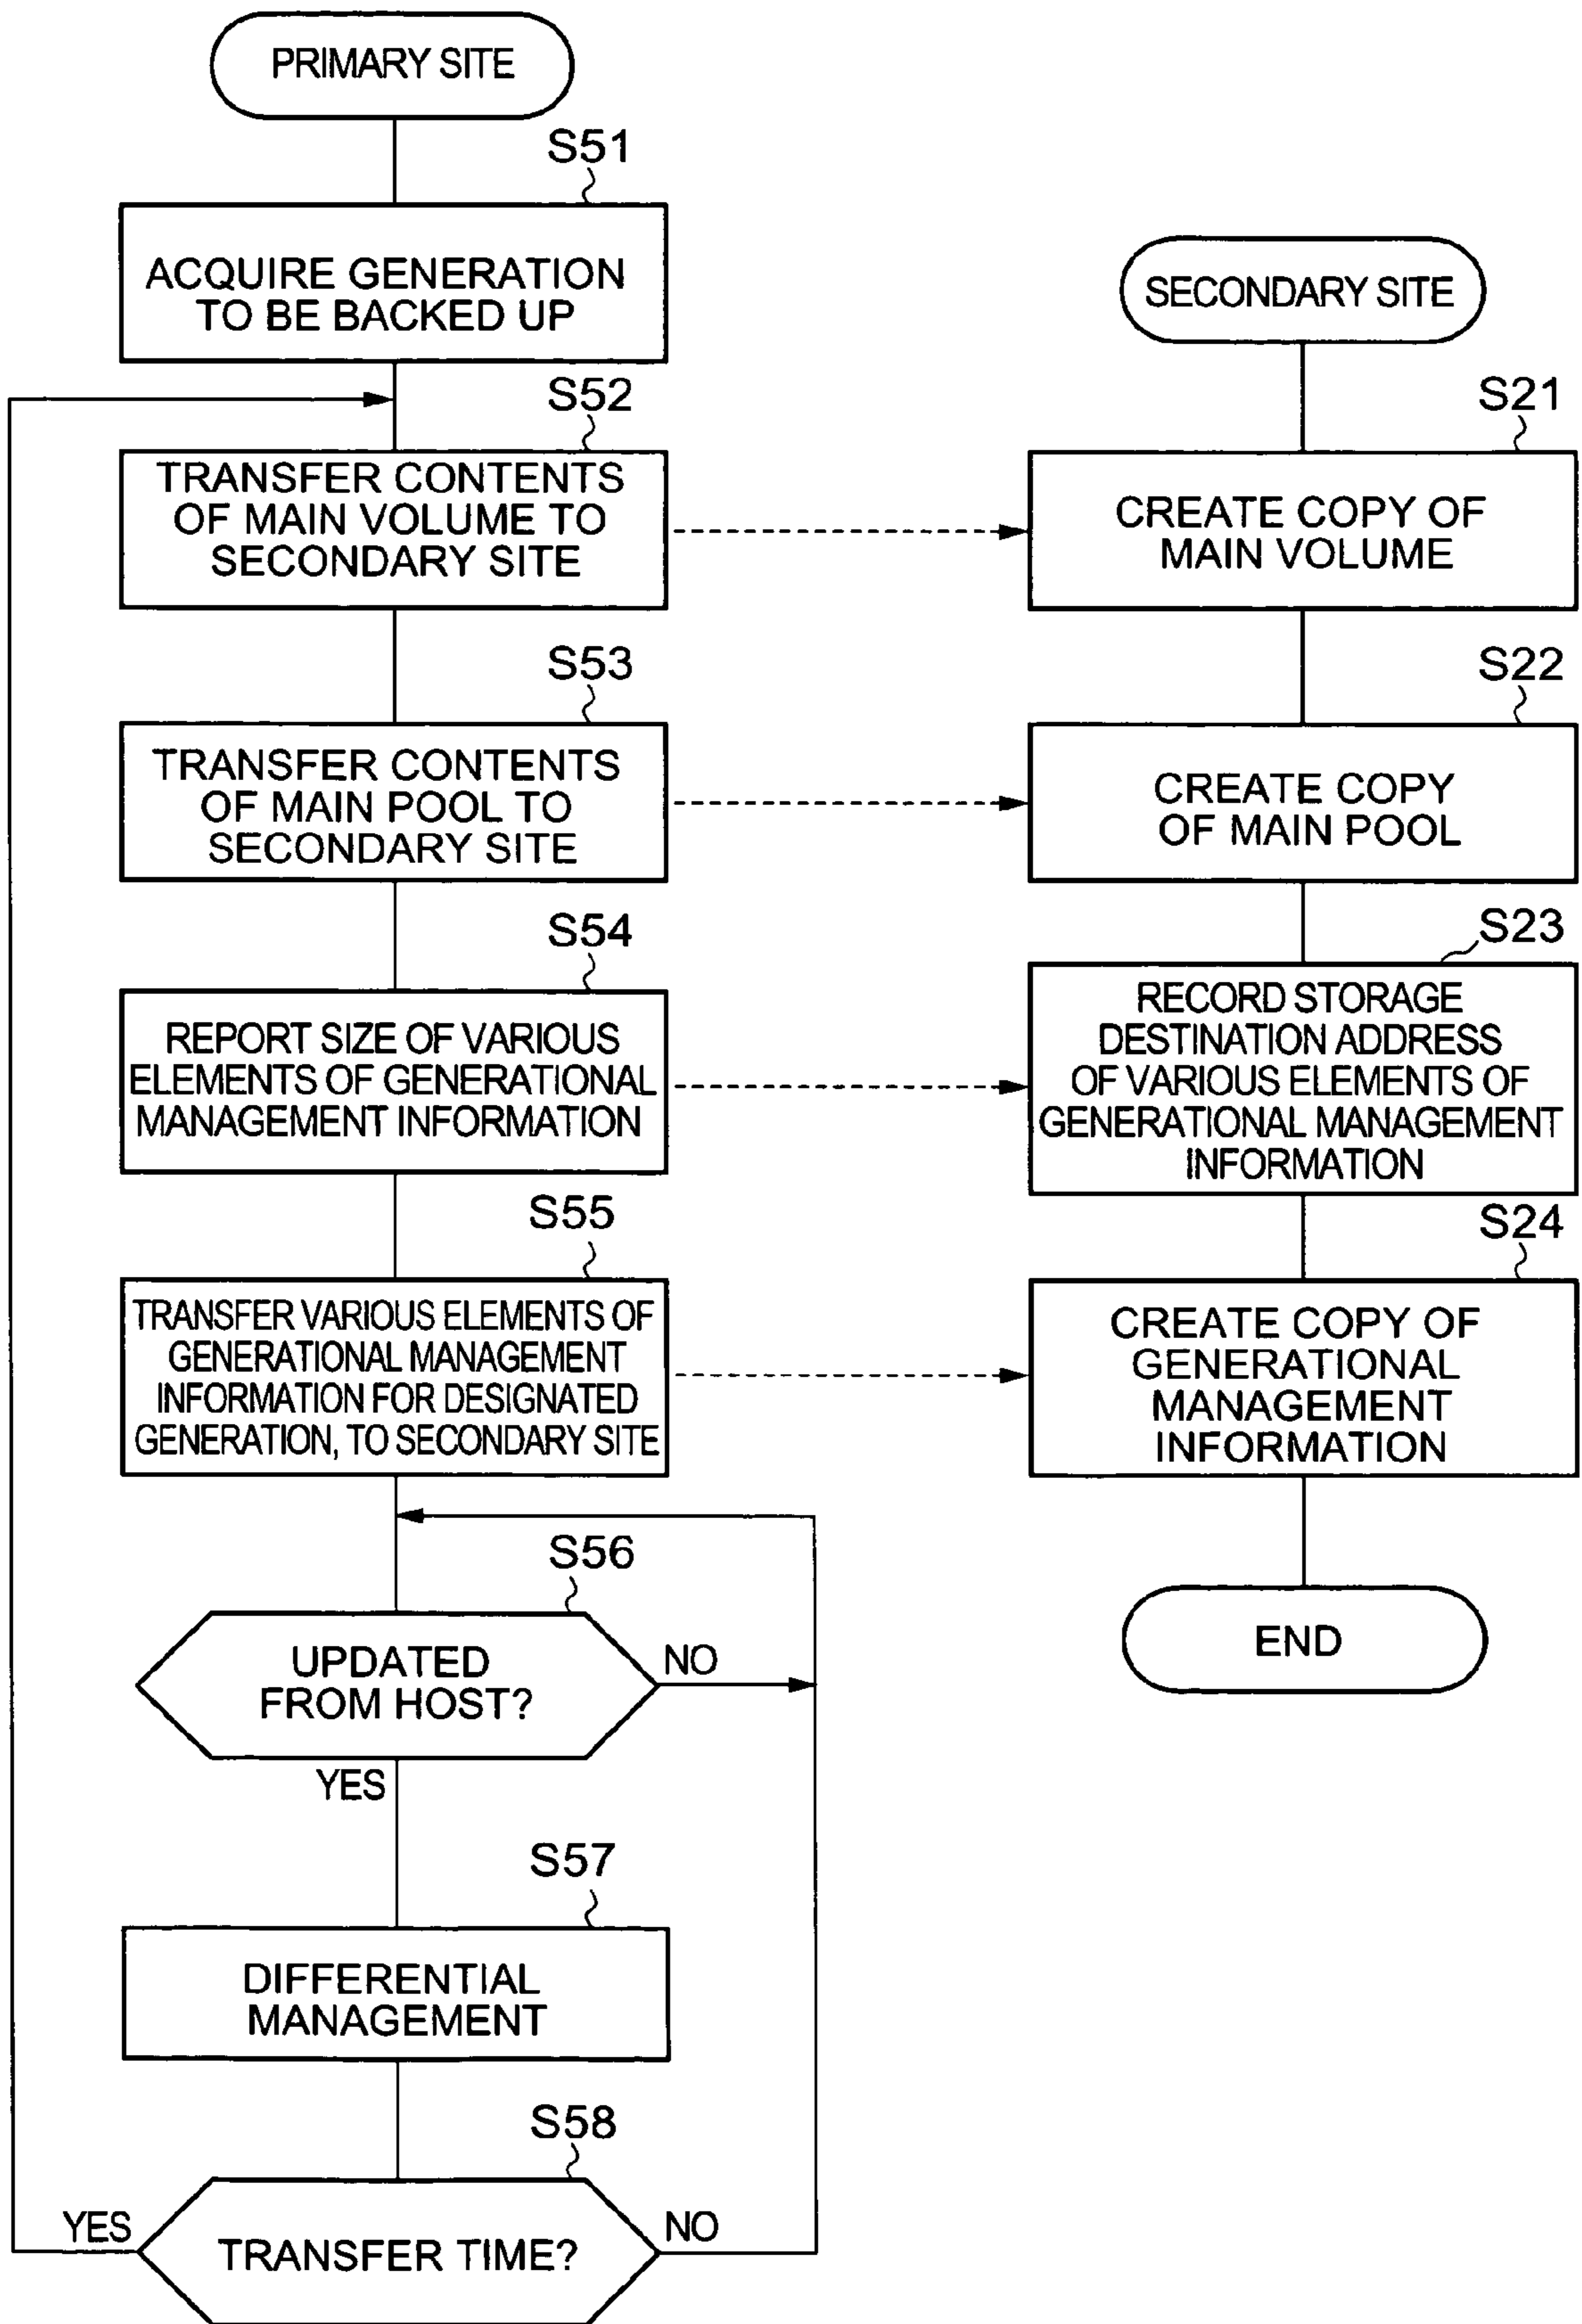 PRIMARY SITE
S51
ACQUIRE GENERATION
TO BE BACKED UP
S52
TRANSFER CONTENTS
OF MAIN VOLUME TO
SECONDARY SITE
S53
TRANSFER CONTENTS
OF MAIN POOL TO
SECONDARY SITE
S54
REPORT SIZE OF VARIOUS
ELEMENTS OF GENERATIONAL
MANAGEMENT INFORMATION
S55
TRANSFER VARIOUS ELEMENTS OF
GENERATIONAL MANAGEMENT
INFORMATION FOR DESIGNATED
GENERATION, TO SECONDARY SITE
S56
UPDATED
FROM HOST?
NO
YES
S57
DIFFERENTIAL
MANAGEMENT
S58
YES
TRANSFER TIME?
NO
SECONDARY SITE
S21
CREATE COPY OF
MAIN VOLUME
S22
CREATE COPY
OF MAIN POOL
S23
RECORD STORAGE
DESTINATION ADDRESS
OF VARIOUS ELEMENTS OF
GENERATIONAL MANAGEMENT
INFORMATION
S24
CREATE COPY OF
GENERATIONAL
MANAGEMENT
INFORMATION
END